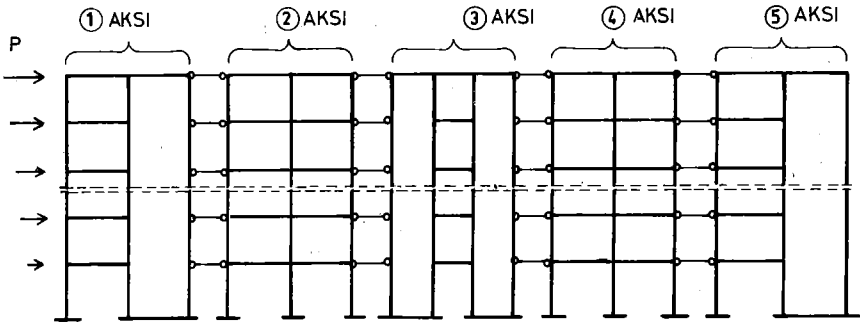 ① AKSI ② AKSI ③ AKSI ④ AKSI ⑤ AKSI
P